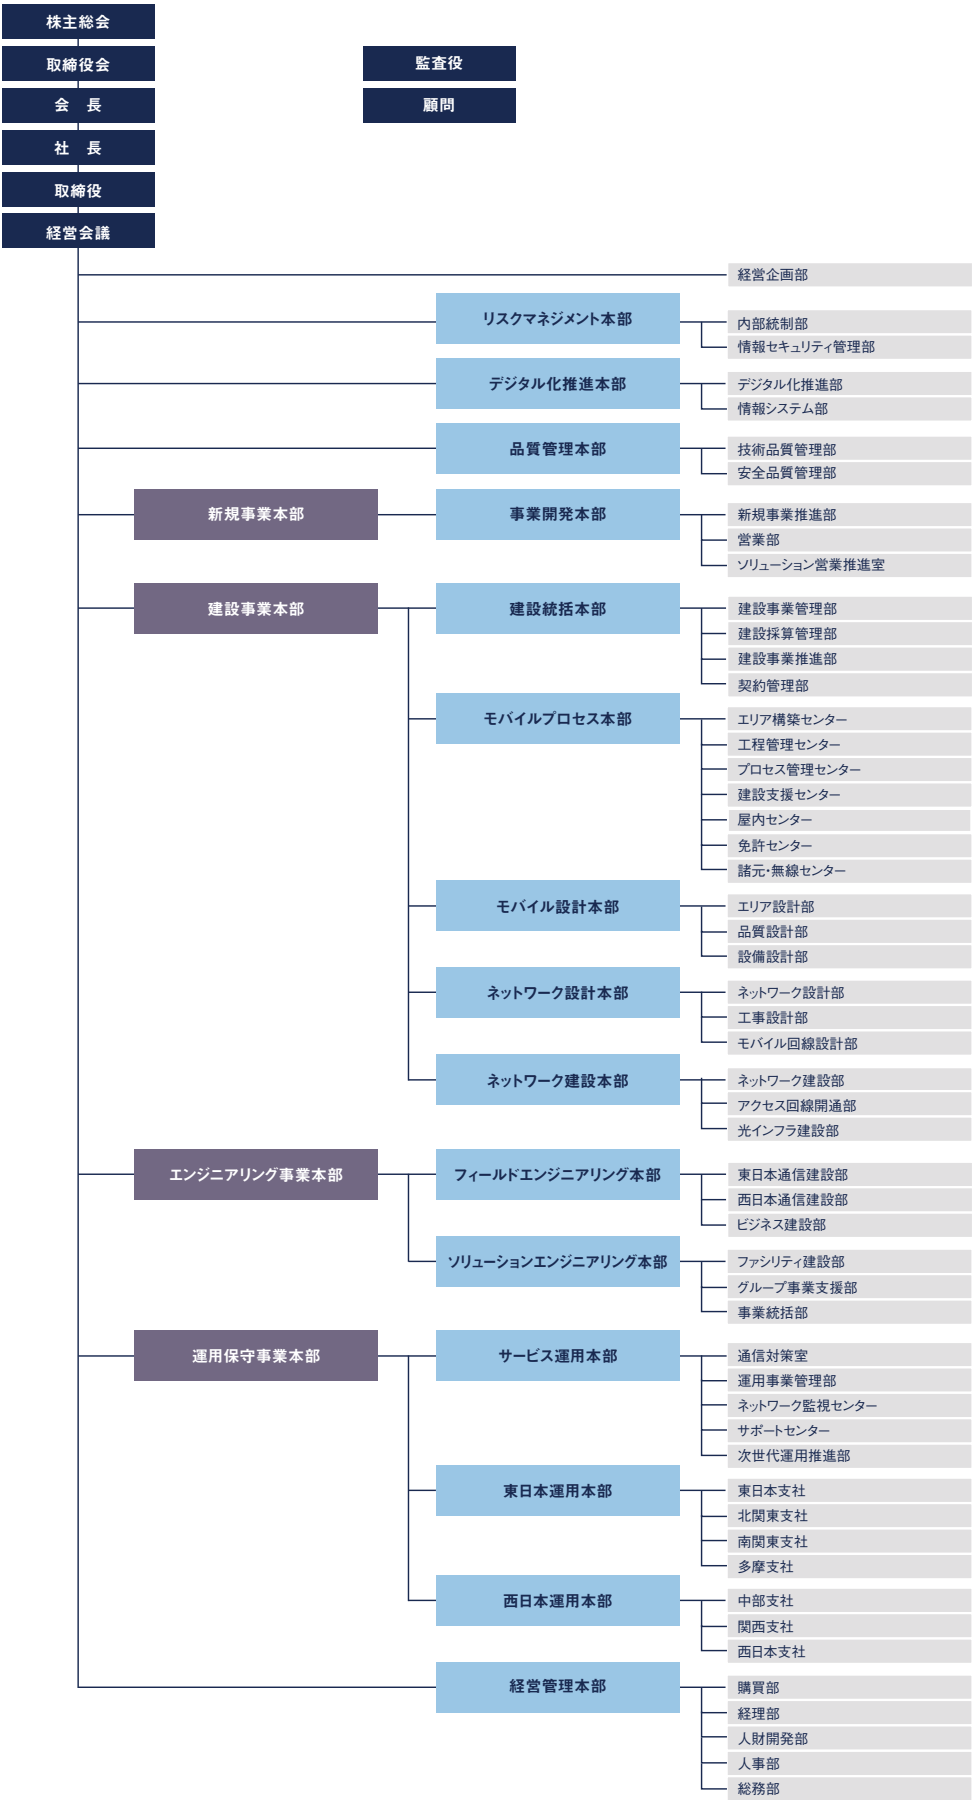 株主総会
取締役会
監査役
会　長
顧問
社　長
取締役
経営会議
経営企画部
リスクマネジメント本部
内部統制部
情報セキュリティ管理部
デジタル化推進本部
デジタル化推進部
情報システム部
品質管理本部
技術品質管理部
安全品質管理部
新規事業本部
事業開発本部
新規事業推進部
営業部
ソリューション営業推進室
建設事業本部
建設統括本部
建設事業管理部
建設採算管理部
建設事業推進部
契約管理部
モバイルプロセス本部
エリア構築センター
工程管理センター
プロセス管理センター
建設支援センター
屋内センター
免許センター
諸元・無線センター
モバイル設計本部
エリア設計部
品質設計部
設備設計部
ネットワーク設計本部
ネットワーク設計部
工事設計部
モバイル回線設計部
ネットワーク建設本部
ネットワーク建設部
アクセス回線開通部
光インフラ建設部
エンジニアリング事業本部
フィールドエンジニアリング本部
東日本通信建設部
西日本通信建設部
ビジネス建設部
ソリューションエンジニアリング本部
ファシリティ建設部
グループ事業支援部
事業統括部
運用保守事業本部
サービス運用本部
通信対策室
運用事業管理部
ネットワーク監視センター
サポートセンター
次世代運用推進部
東日本運用本部
東日本支社
北関東支社
南関東支社
多摩支社
西日本運用本部
中部支社
関西支社
西日本支社
経営管理本部
購買部
経理部
人財開発部
人事部
総務部